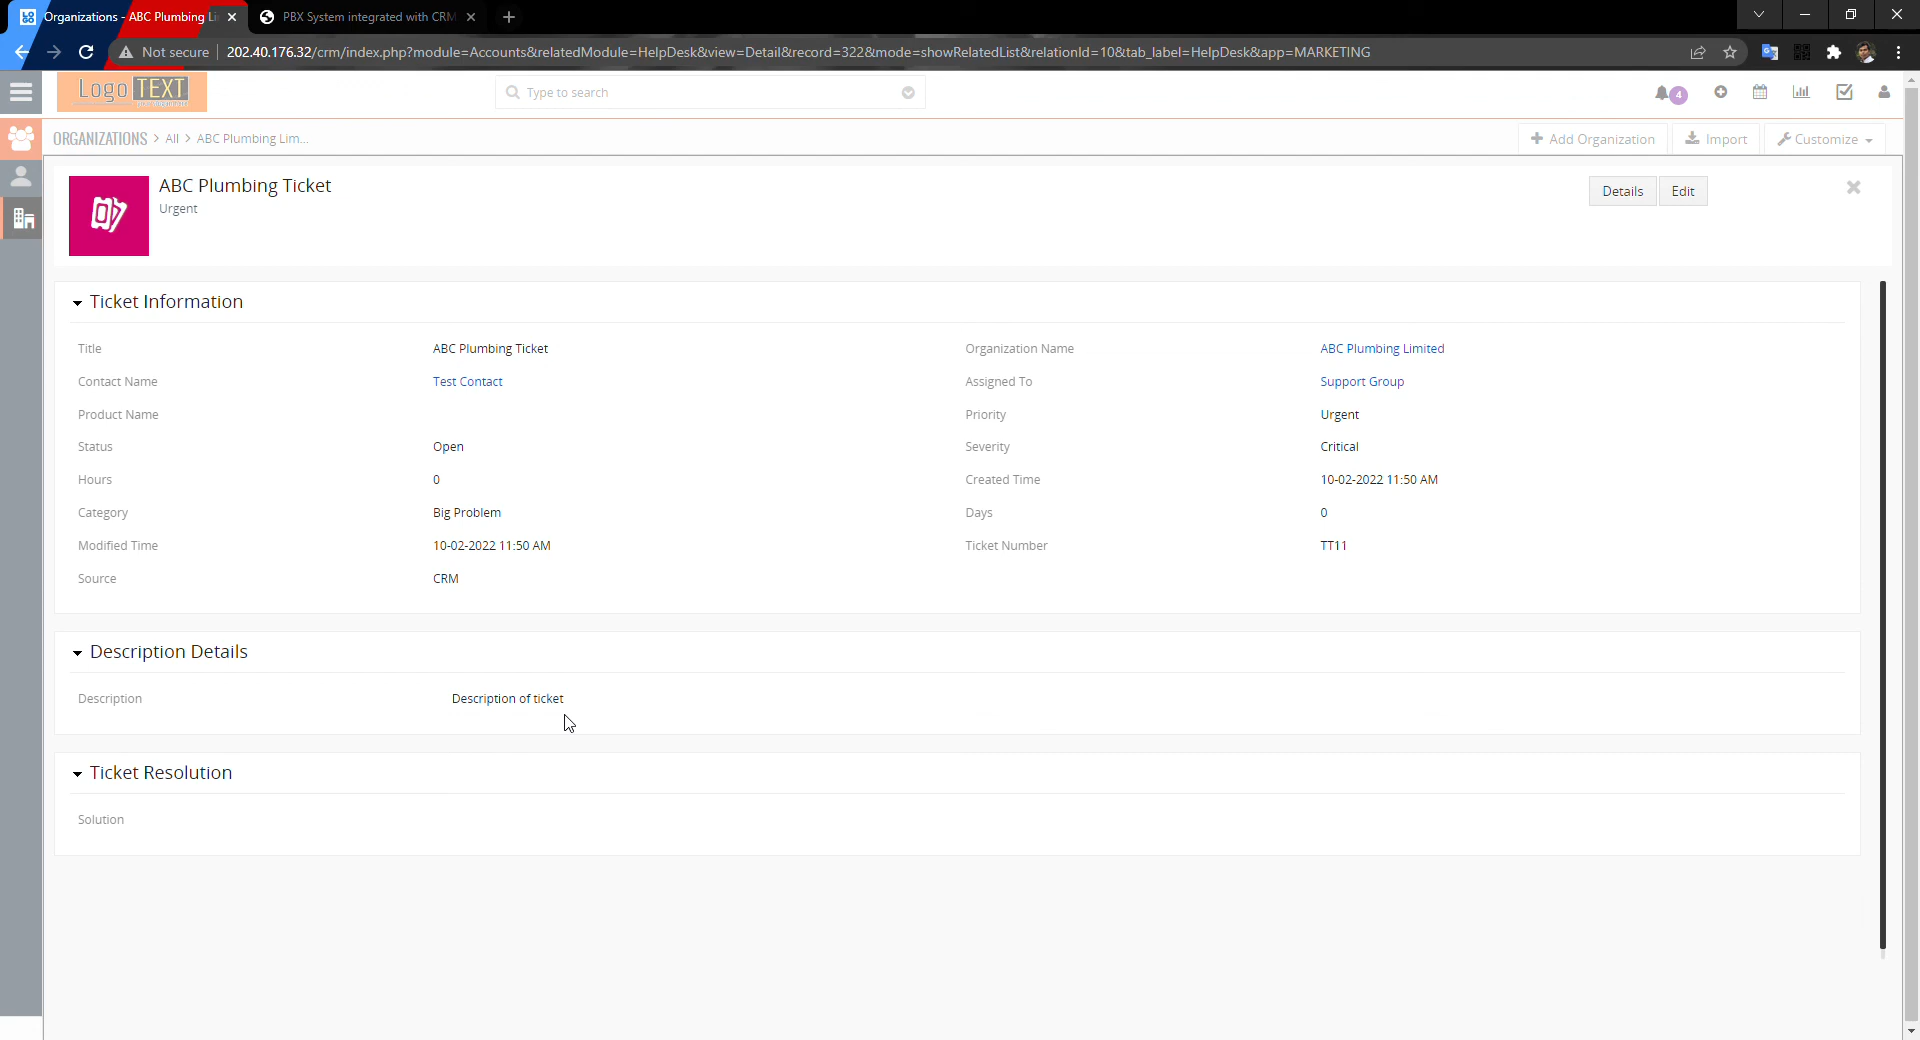 Organizations - ABC Plumbing Li
PBX System integrated with CRM
Not secure
202.40.176.32/crm/index.php?module=Accounts&relatedModule=HelpDesk&view=Detail&record=322&mode=showRelatedList&relationId=10&tab_label=HelpDesk&app=MARKETING
Logo TEXT
Type to search
4
ORGANIZATIONS > All > ABC Plumbing Lim...
Add Organization
Import
Customize
ABC Plumbing Ticket
Urgent
Details
Edit
Ticket Information
Title ABC Plumbing Ticket Organization Name ABC Plumbing Limited
Contact Name Test Contact Assigned To Support Group
Product Name Priority Urgent
Status Open Severity Critical
Hours 0 Created Time 10-02-2022 11:50 AM
Category Big Problem Days 0
Modified Time 10-02-2022 11:50 AM Ticket Number TT11
Source CRM
Description Details
Description Description of ticket
Ticket Resolution
Solution